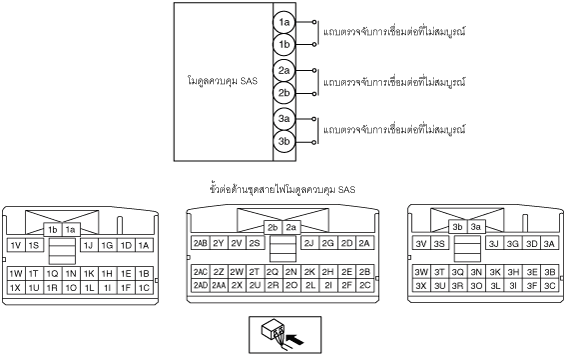 1a
แถบตรวจจับการเชื่อมต่อที่ไม่สมบูรณ์
1b
2a
โมดูลควบคุม SAS
แถบตรวจจับการเชื่อมต่อที่ไม่สมบูรณ์
2b
3a
แถบตรวจจับการเชื่อมต่อที่ไม่สมบูรณ์
3b
ขั้วต่อด้านชุดสายไฟโมดูลควบคุม SAS
1b 1a
1V 1S 1J 1G 1D 1A
1W 1T 1Q 1N 1K 1H 1E 1B
1X 1U 1R 1O 1L 1I 1F 1C
2b 2a
2AB 2Y 2V 2S 2J 2G 2D 2A
2AC 2Z 2W 2T 2Q 2N 2K 2H 2E 2B
2AD 2AA 2X 2U 2R 2O 2L 2I 2F 2C
3b 3a
3V 3S 3J 3G 3D 3A
3W 3T 3Q 3N 3K 3H 3E 3B
3X 3U 3R 3O 3L 3I 3F 3C